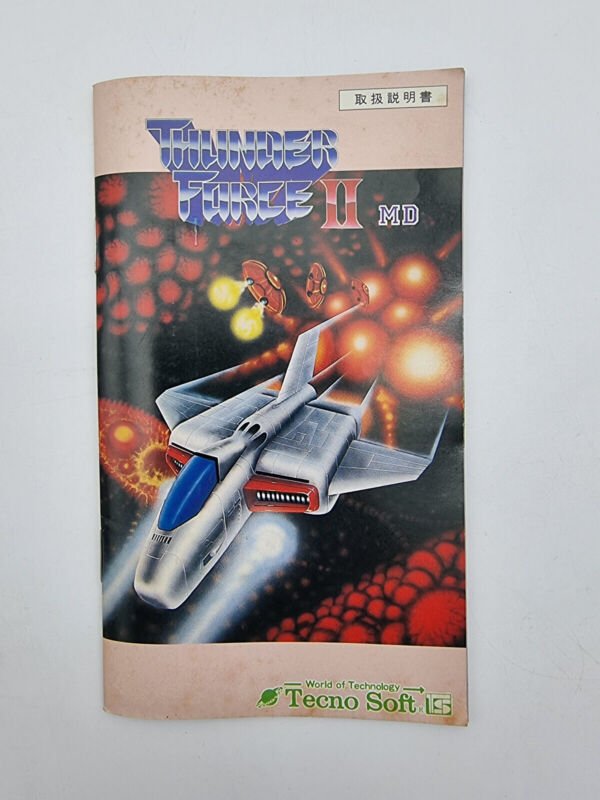 取扱説明書
THUNDER
FORCE II MD
World of Technology
Tecno Soft